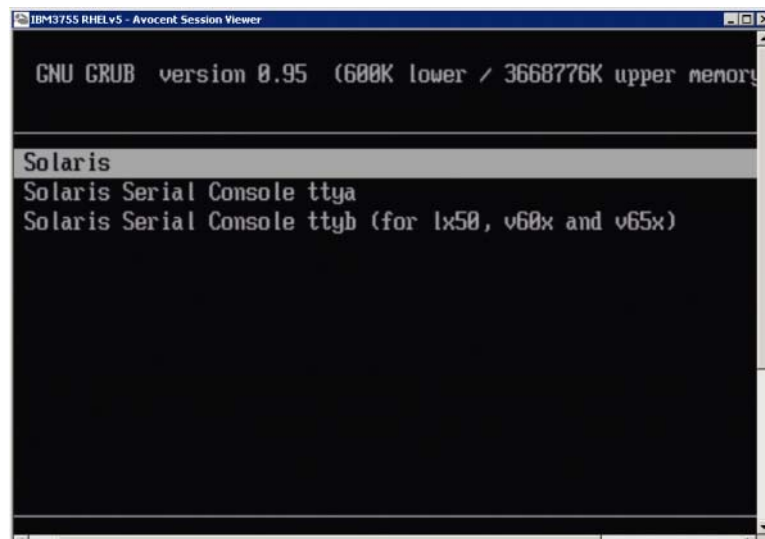 IBM3755 RHELv5 - Avocent Session Viewer
GNU GRUB version 0.95 (600K lower / 3668776K upper memory
Solaris
Solaris Serial Console ttya
Solaris Serial Console ttyb (for lx50, v60x and v65x)